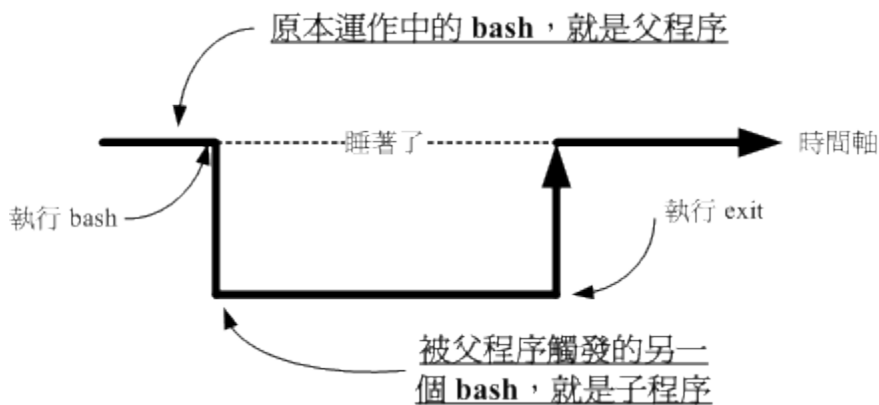 原本運作中的 bash,就是父程序
睡著了
時間軸
執行 bash
執行 exit
被父程序觸發的另一
個 bash,就是子程序